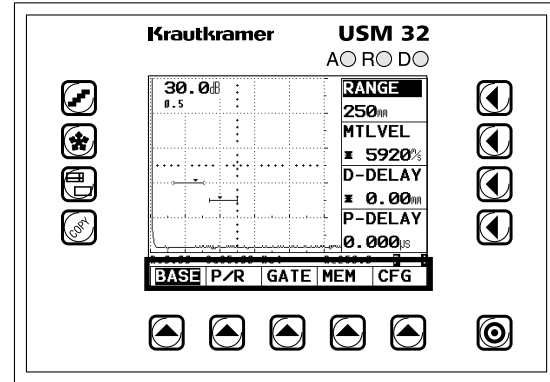 Krautkramer USM 32
A R D
30.0dB
0.5
RANGE
250mm
MTLVEL
5920m/s
D-DELAY
0.00mm
P-DELAY
0.000µs
BASE P/R GATE MEM CFG
COPY